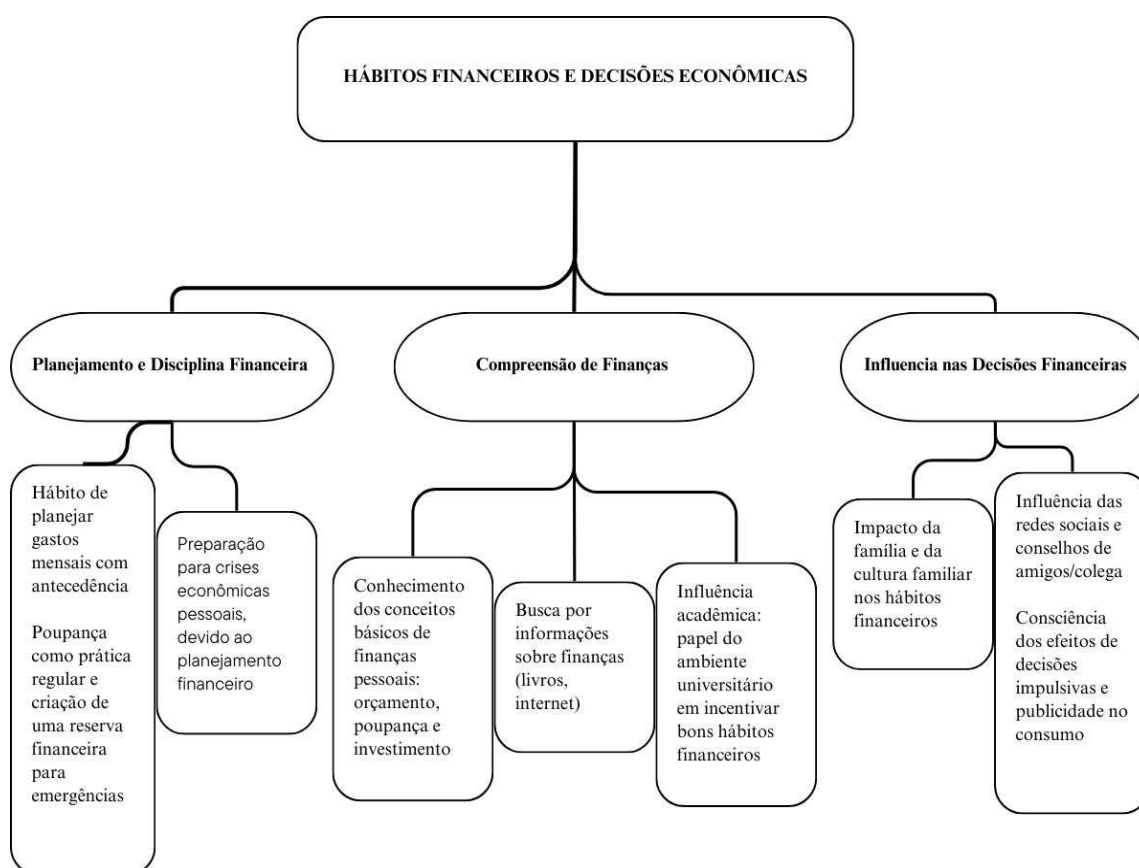 HÁBITOS FINANCEIROS E DECISÕES ECONÔMICAS
Planejamento e Disciplina Financeira
Compreensão de Finanças
Influencia nas Decisões Financeiras
Hábito de
planejar
gastos
mensais com
antecedência
Poupança
como prática
regular e
criação de
uma reserva
financeira
para
emergências
Preparação
para crises
econômicas
pessoais,
devido ao
planejamento
financeiro
Conhecimento
dos conceitos
básicos de
finanças
pessoais:
orçamento,
poupança e
investimento
Busca por
informações
sobre finanças
(livros,
internet)
Influência
acadêmica:
papel do
ambiente
universitário
em incentivar
bons hábitos
financeiros
Impacto da
família e da
cultura familiar
nos hábitos
financeiros
Influência das
redes sociais e
conselhos de
amigos/colega
Consciência
dos efeitos de
decisões
impulsivas e
publicidade no
consumo